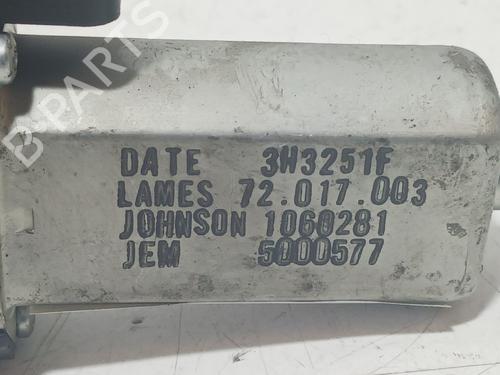 B-PARTS
DATE 3H3251F
LAMES 72.017.003
JOHNSON 1060281
JEM 5000577